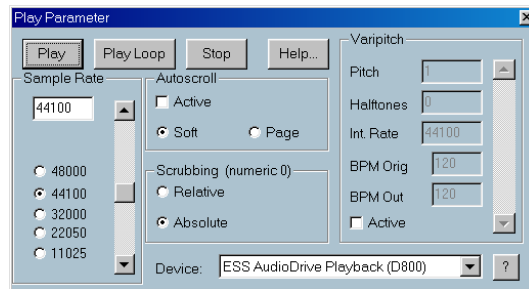 Play Parameter
Play
Play Loop
Stop
Help...
Sample Rate
44100
48000
44100
32000
22050
11025
Autoscroll
Active
Soft
Page
Scrubbing (numeric 0)
Relative
Absolute
Varipitch
Pitch
1
Halftones
0
Int. Rate
44100
BPM Orig
120
BPM Out
120
Active
Device:
ESS AudioDrive Playback (D800)
?